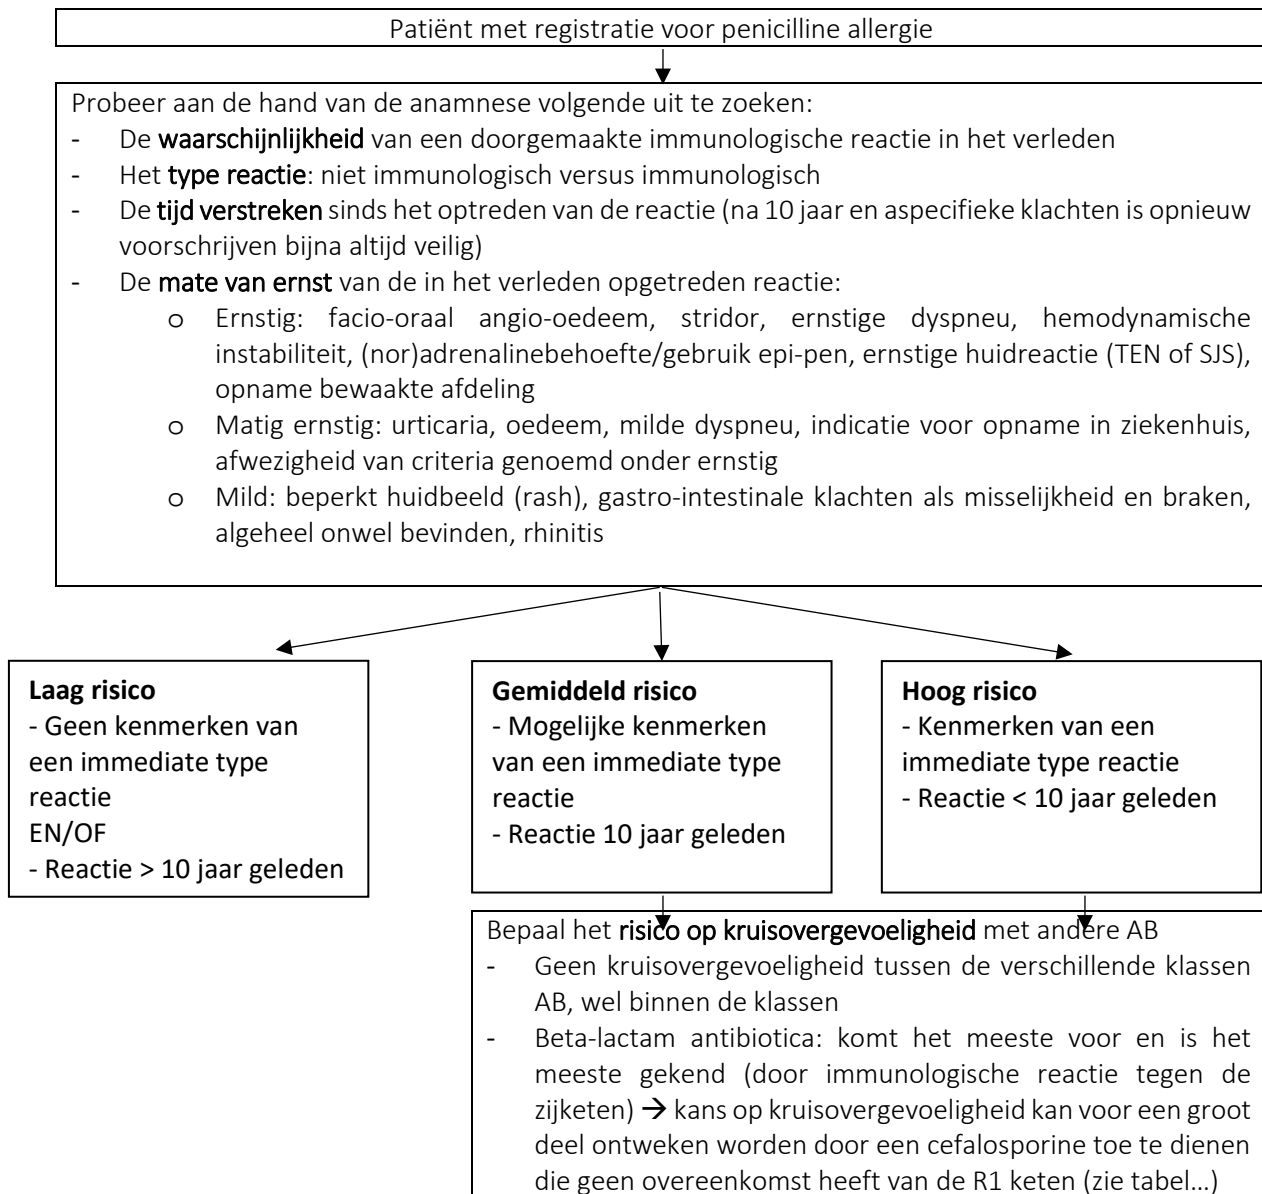 Patiënt met registratie voor penicilline allergie
Probeer aan de hand van de anamnese volgende uit te zoeken:
- De waarschijnlijkheid van een doorgemaakte immunologische reactie in het verleden
- Het type reactie: niet immunologisch versus immunologisch
- De tijd verstreken sinds het optreden van de reactie (na 10 jaar en aspecifieke klachten is opnieuw
voorschrijven bijna altijd veilig)
- De mate van ernst van de in het verleden opgetreden reactie:
o Ernstig: facio-oraal angio-oedeem, stridor, ernstige dyspneu, hemodynamische
instabiliteit, (nor)adrenalinebehoefte/gebruik epi-pen, ernstige huidreactie (TEN of SJS),
opname bewaakte afdeling
o Matig ernstig: urticaria, oedeem, milde dyspneu, indicatie voor opname in ziekenhuis,
afwezigheid van criteria genoemd onder ernstig
o Mild: beperkt huidbeeld (rash), gastro-intestinale klachten als misselijkheid en braken,
algeheel onwel bevinden, rhinitis
Laag risico
- Geen kenmerken van
een immediate type
reactie
EN/OF
- Reactie > 10 jaar geleden
Gemiddeld risico
- Mogelijke kenmerken
van een immediate type
reactie
- Reactie 10 jaar geleden
Hoog risico
- Kenmerken van een
immediate type reactie
- Reactie < 10 jaar geleden
Bepaal het risico op kruisovergevoeligheid met andere AB
- Geen kruisovergevoeligheid tussen de verschillende klassen
AB, wel binnen de klassen
- Beta-lactam antibiotica: komt het meeste voor en is het
meeste gekend (door immunologische reactie tegen de
zijketen) → kans op kruisovergevoeligheid kan voor een groot
deel ontweken worden door een cefalosporine toe te dienen
die geen overeenkomst heeft van de R1 keten (zie tabel…)